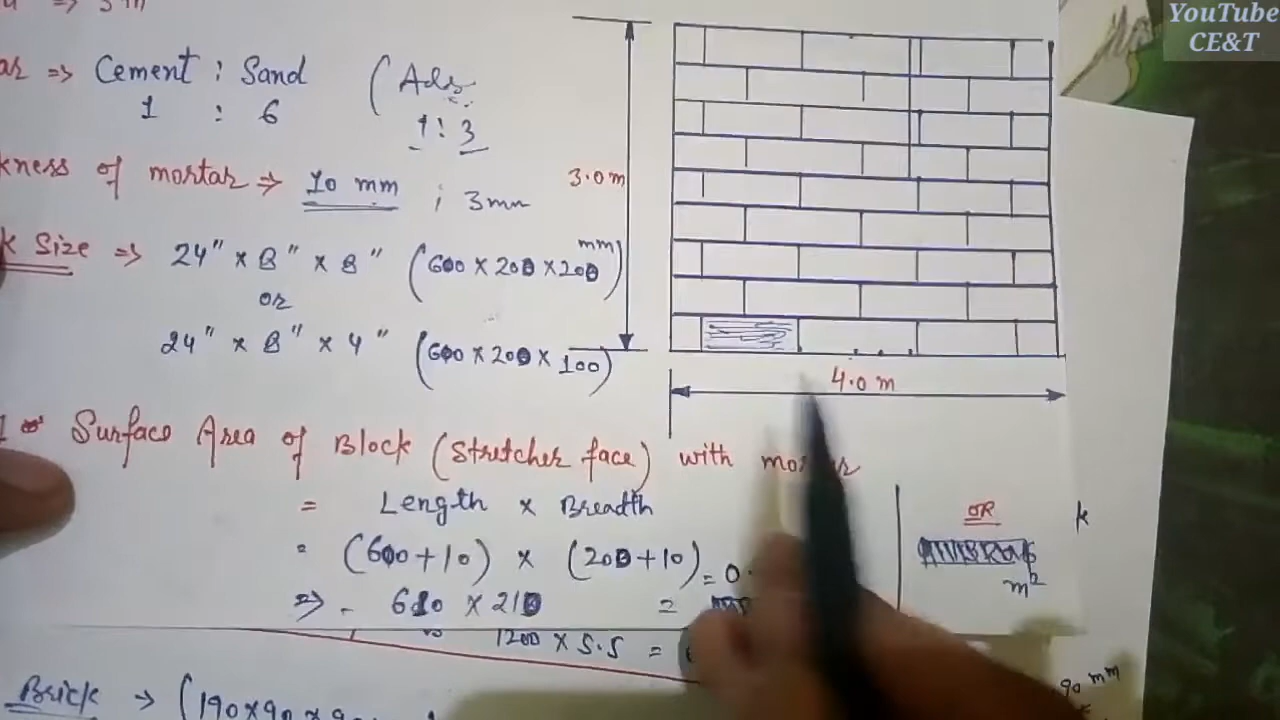 YouTube
CE&T
⇒ Cement : Sand
1 : 6
1 : 3
kness of mortar ⇒ 10 mm ; 3mm
k Size ⇒ 24" × 8" × 8" (600 × 200 × 200) mm
or
24" × 8" × 4" (600 × 200 × 100)
3.0 m
4.0 m
Surface Area of Block (Stretcher face) with
= Length × Breadth
= (600+10) × (200+10) = 0.
⇒ 610 × 210 =
OR
m²
k
1200 × 5.5 =
Brick → (190×90×90
90 mm